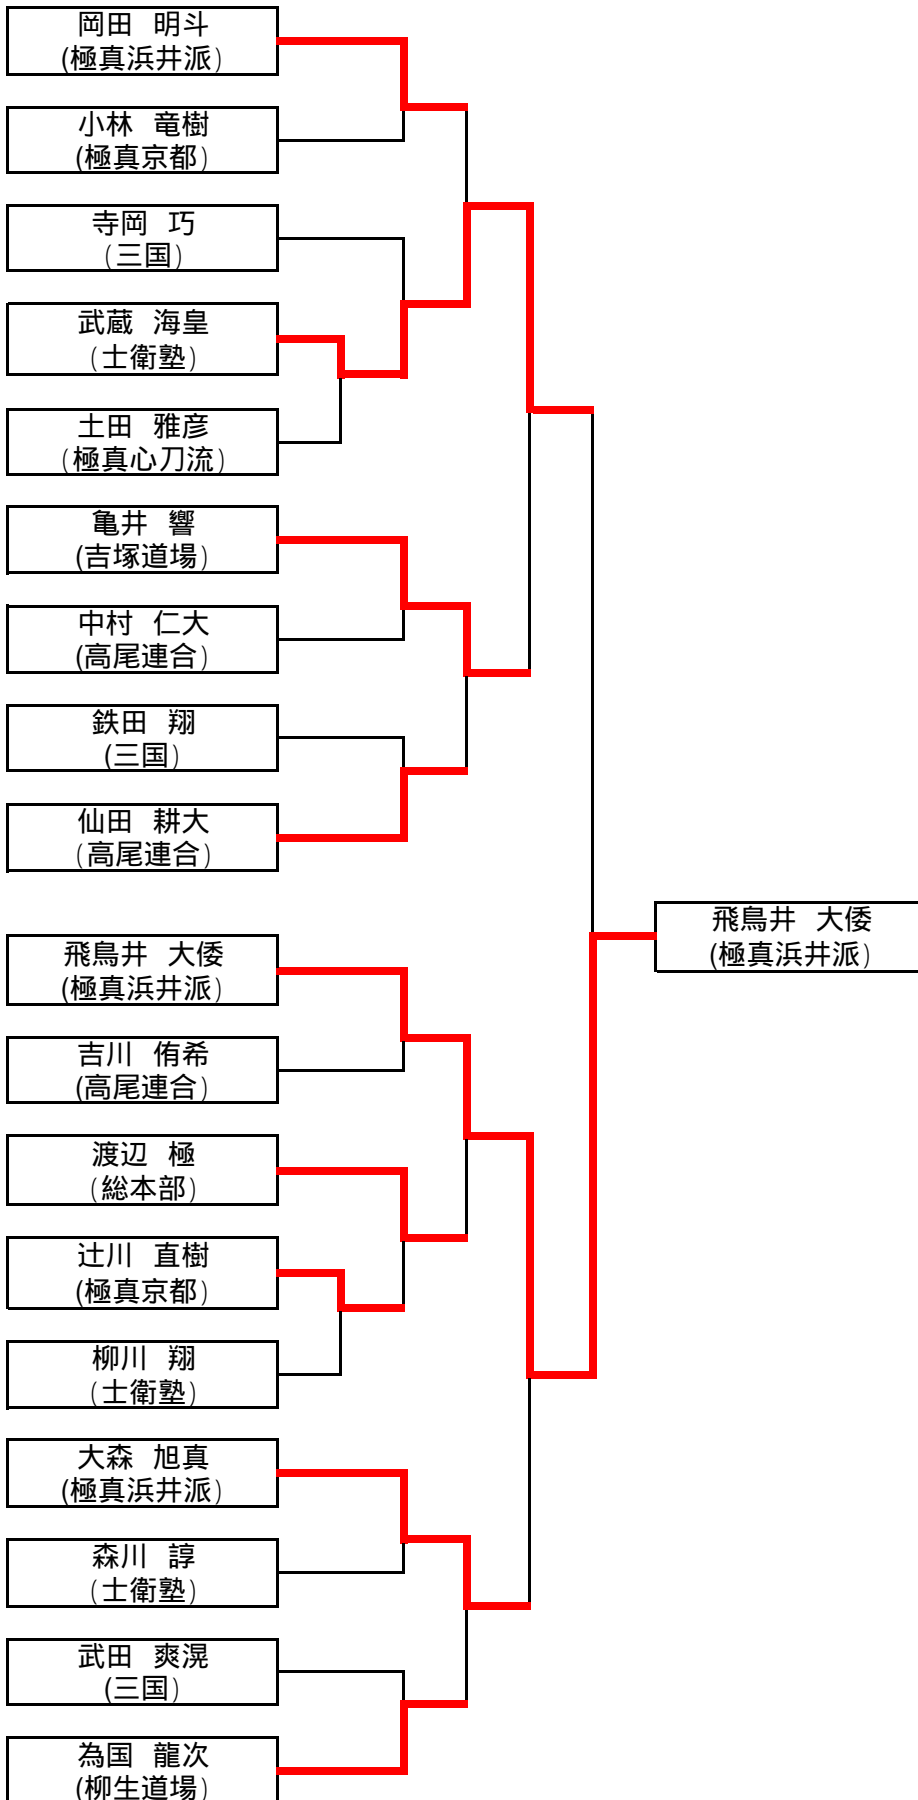 岡田 明斗
(極真浜井派)
小林 竜樹
(極真京都)
寺岡 巧
(三国)
武蔵 海皇
(士衛塾)
土田 雅彦
(極真心刀流)
亀井 響
(吉塚道場)
中村 仁大
(高尾連合)
鉄田 翔
(三国)
仙田 耕大
(高尾連合)
飛鳥井 大倭
(極真浜井派)
飛鳥井 大倭
(極真浜井派)
吉川 侑希
(高尾連合)
渡辺 極
(総本部)
辻川 直樹
(極真京都)
柳川 翔
(士衛塾)
大森 旭真
(極真浜井派)
森川 諄
(士衛塾)
武田 爽滉
(三国)
為国 龍次
(柳生道場)